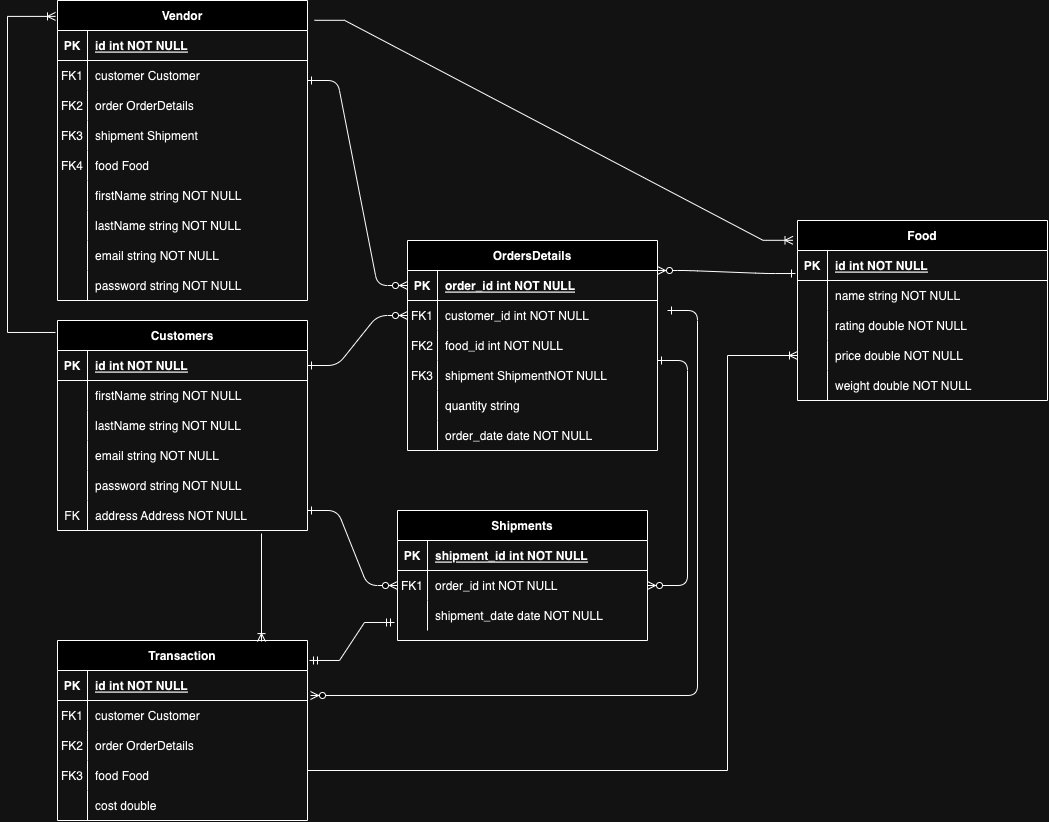 Vendor
PK id int NOT NULL
FK1 customer Customer
FK2 order OrderDetails
FK3 shipment Shipment
FK4 food Food
firstName string NOT NULL
lastName string NOT NULL
email string NOT NULL
password string NOT NULL
Customers
PK id int NOT NULL
firstName string NOT NULL
lastName string NOT NULL
email string NOT NULL
password string NOT NULL
FK address Address NOT NULL
OrdersDetails
PK order_id int NOT NULL
FK1 customer_id int NOT NULL
FK2 food_id int NOT NULL
FK3 shipment ShipmentNOT NULL
quantity string
order_date date NOT NULL
Food
PK id int NOT NULL
name string NOT NULL
rating double NOT NULL
price double NOT NULL
weight double NOT NULL
Shipments
PK shipment_id int NOT NULL
FK1 order_id int NOT NULL
shipment_date date NOT NULL
Transaction
PK id int NOT NULL
FK1 customer Customer
FK2 order OrderDetails
FK3 food Food
cost double